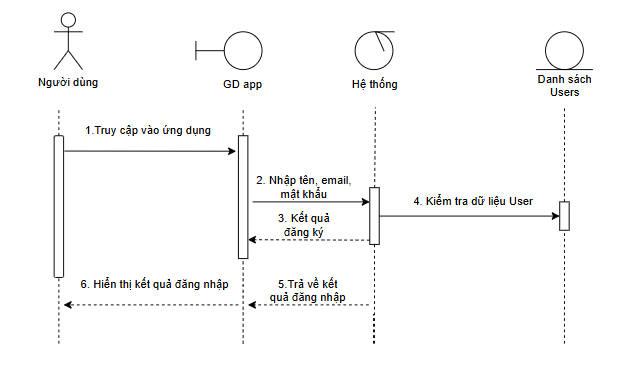 Người dùng
GD app
Hệ thống
Danh sách
Users
1.Truy cập vào ứng dụng
2. Nhập tên, email,
mật khẩu
4. Kiểm tra dữ liệu User
3. Kết quả
đăng ký
6. Hiển thị kết quả đăng nhập
5.Trả về kết
quả đăng nhập